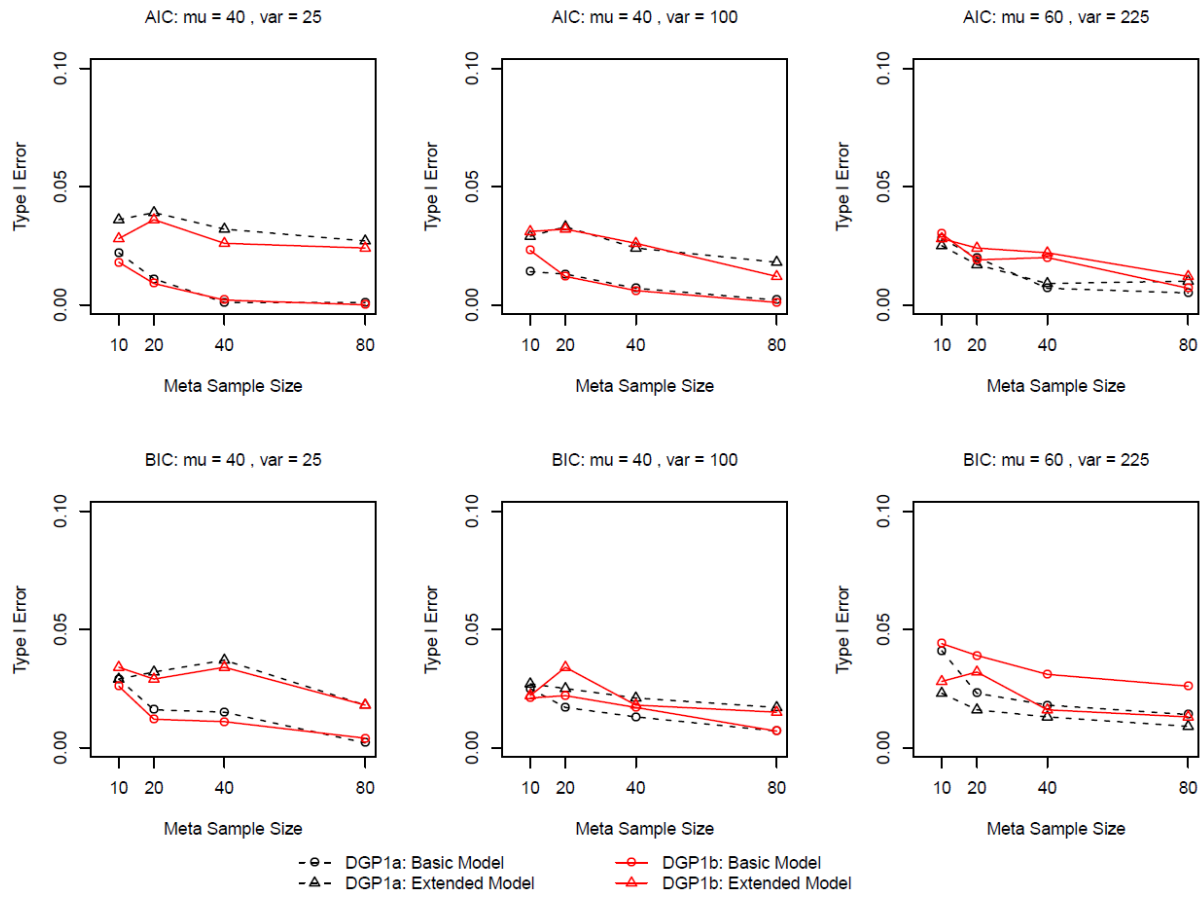 AIC: mu = 40 , var = 25
AIC: mu = 40 , var = 100
AIC: mu = 60 , var = 225
Type I Error
0.00
0.05
0.10
10 20 40 80
Meta Sample Size
Type I Error
0.00
0.05
0.10
10 20 40 80
Meta Sample Size
Type I Error
0.00
0.05
0.10
10 20 40 80
Meta Sample Size
BIC: mu = 40 , var = 25
BIC: mu = 40 , var = 100
BIC: mu = 60 , var = 225
Type I Error
0.00
0.05
0.10
10 20 40 80
Meta Sample Size
Type I Error
0.00
0.05
0.10
10 20 40 80
Meta Sample Size
Type I Error
0.00
0.05
0.10
10 20 40 80
Meta Sample Size
DGP1a: Basic Model
DGP1a: Extended Model
DGP1b: Basic Model
DGP1b: Extended Model